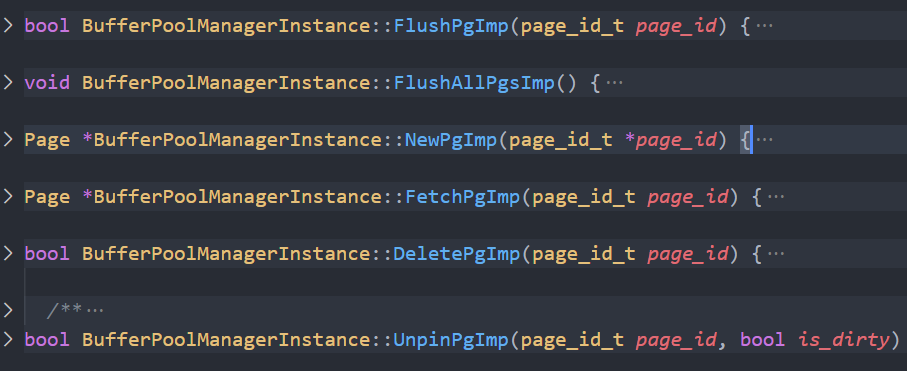 bool BufferPoolManagerInstance::FlushPgImp(page_id_t page_id) {···
void BufferPoolManagerInstance::FlushAllPgsImp() {···
Page *BufferPoolManagerInstance::NewPgImp(page_id_t *page_id) {···
Page *BufferPoolManagerInstance::FetchPgImp(page_id_t page_id) {···
bool BufferPoolManagerInstance::DeletePgImp(page_id_t page_id) {···
/**···
bool BufferPoolManagerInstance::UnpinPgImp(page_id_t page_id, bool is_dirty)